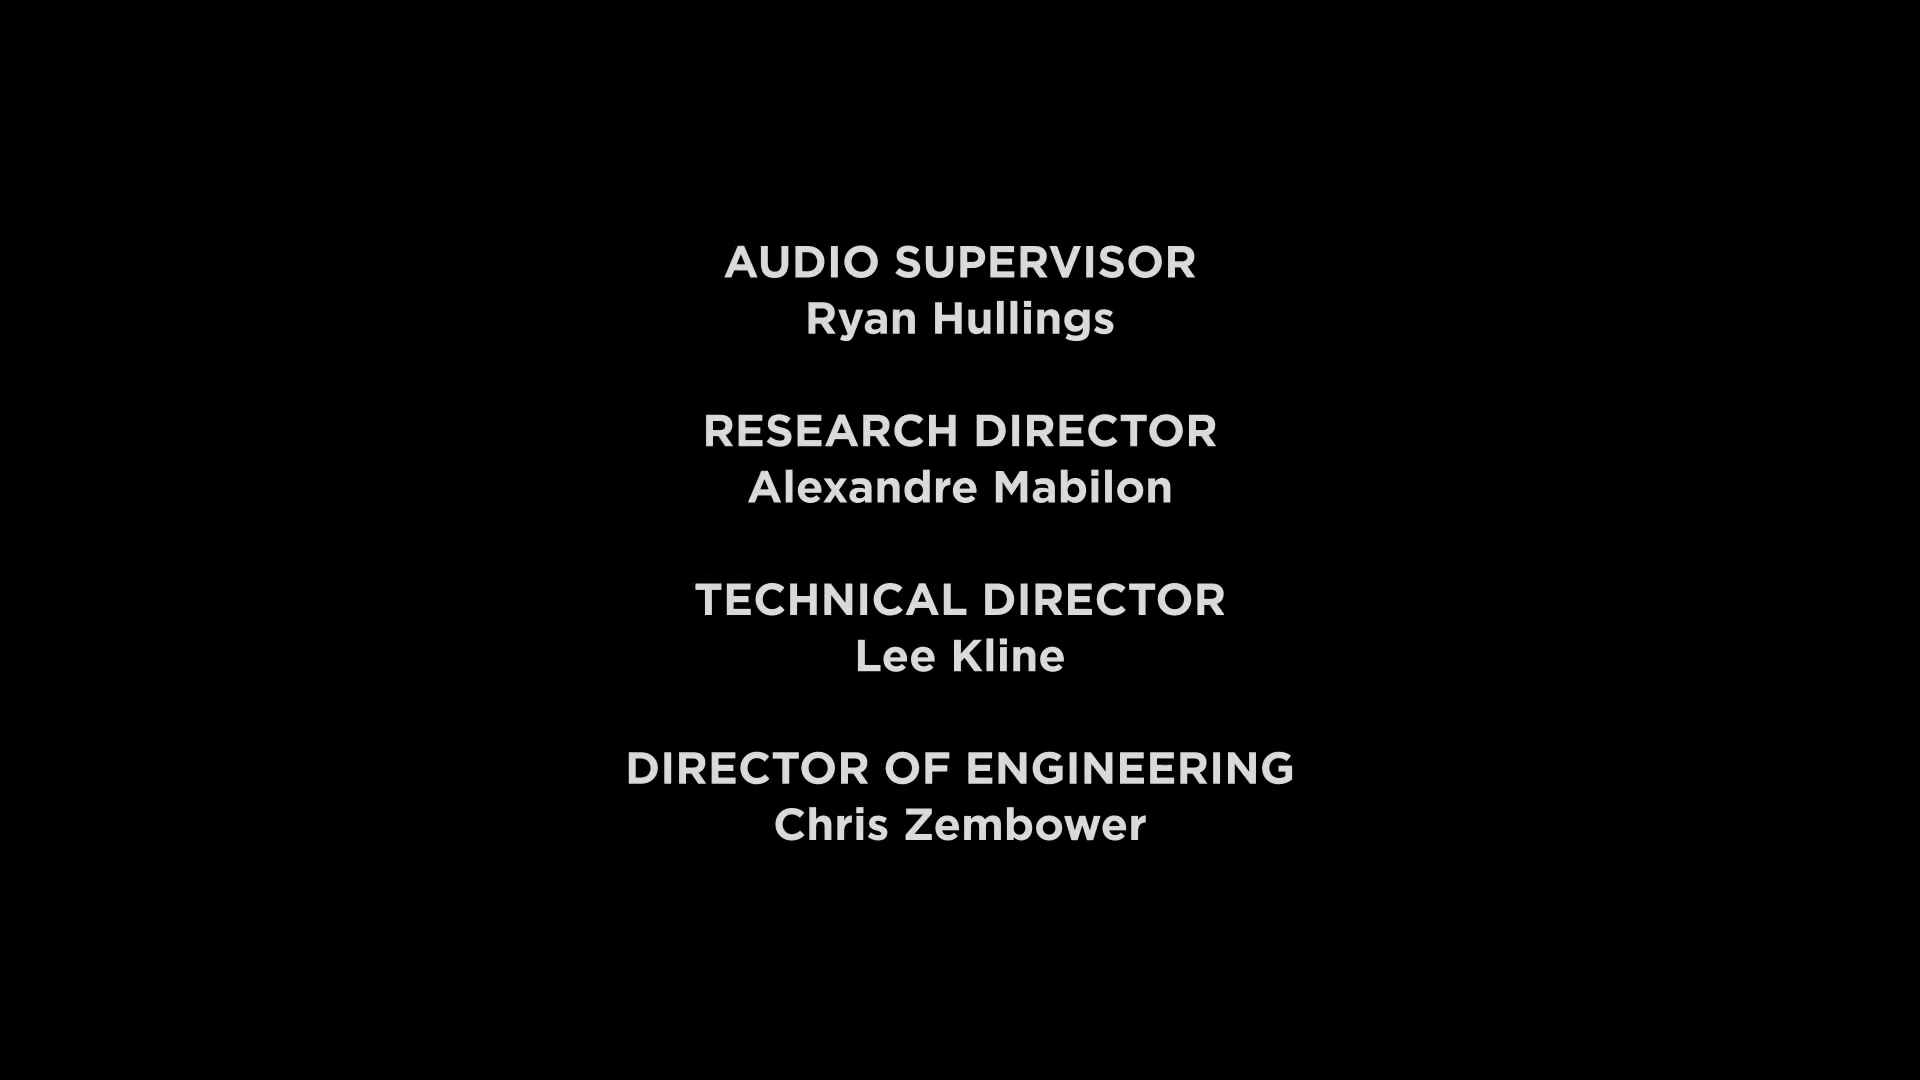 AUDIO SUPERVISOR
Ryan Hullings
RESEARCH DIRECTOR
Alexandre Mabilon
TECHNICAL DIRECTOR
Lee Kline
DIRECTOR OF ENGINEERING
Chris Zembower